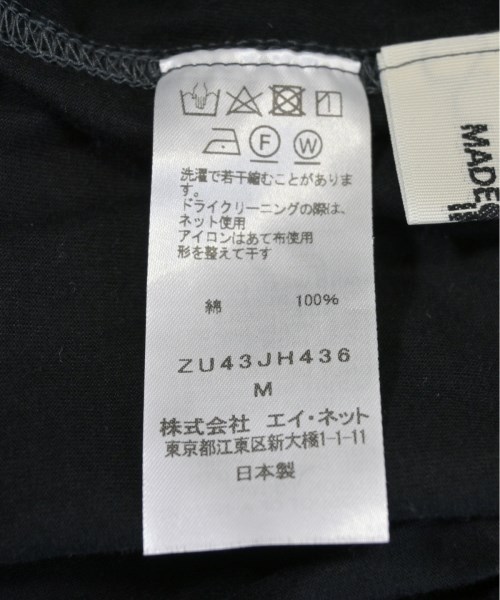 F W
洗濯で若干縮むことがありま
す。
ドライクリーニングの際は、
ネット使用
アイロンはあて布使用
形を整えて干す
綿 100%
ZU43JH436
M
株式会社 エイ・ネット
東京都江東区新大橋1-1-11
日本製
MADE